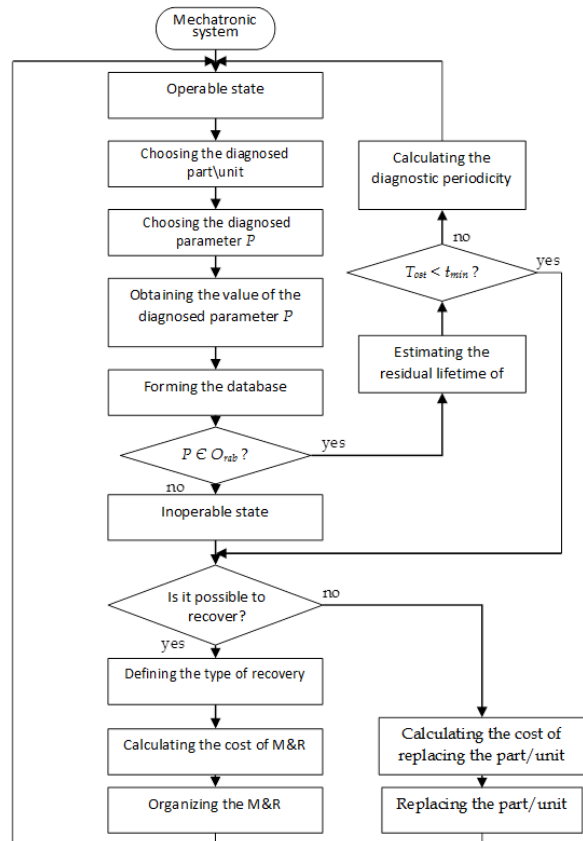 Mechatronic
system
Operable state
Choosing the diagnosed
part\unit
Choosing the diagnosed
parameter P
Obtaining the value of the
diagnosed parameter P
Forming the database
P ∈ O_rab ?
yes
no
Inoperable state
Calculating the
diagnostic periodicity
no
yes
T_ost < t_min ?
Estimating the
residual lifetime of
Is it possible to
recover?
no
yes
Defining the type of recovery
Calculating the cost of M&R
Organizing the M&R
Calculating the cost of
replacing the part/unit
Replacing the part/unit